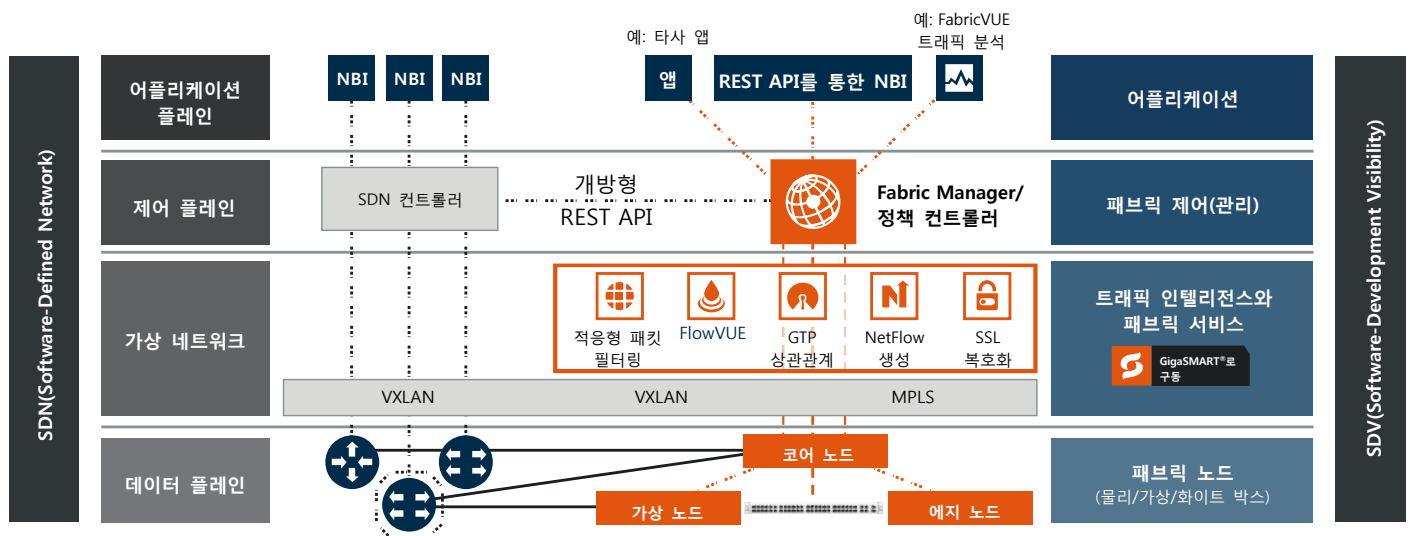 예: FabricVUE
트래픽 분석
예: 타사 앱
SDN(Software-Defined Network)
어플리케이션
플레인
NBI
NBI
NBI
앱
REST API를 통한 NBI
어플리케이션
SDV(Software-Development Visibility)
제어 플레인
SDN 컨트롤러
개방형
REST API
Fabric Manager/
정책 컨트롤러
패브릭 제어(관리)
가상 네트워크
적응형 패킷
필터링
FlowVUE
GTP
상관관계
NetFlow
생성
SSL
복호화
트래픽 인텔리전스와
패브릭 서비스
GigaSMART®로
구동
VXLAN
VXLAN
MPLS
데이터 플레인
코어 노드
가상 노드
에지 노드
패브릭 노드
(물리/가상/화이트 박스)